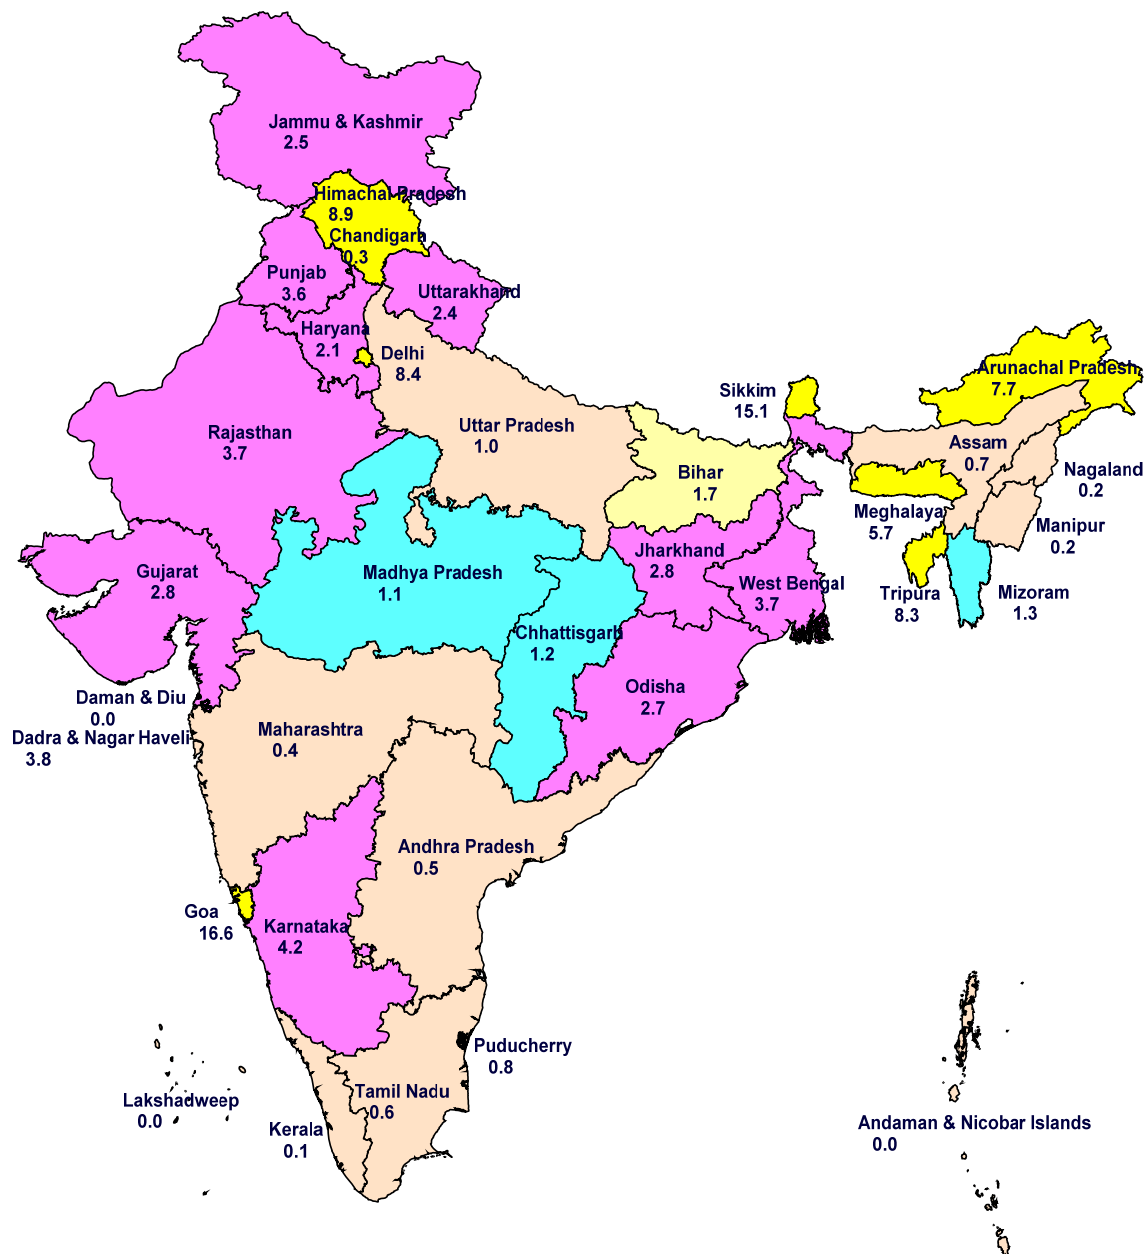 Jammu & Kashmir
2.5
Himachal Pradesh
8.9
Chandigarh
0.3
Punjab
3.6
Uttarakhand
2.4
Haryana
2.1
Delhi
8.4
Arunachal Pradesh
7.7
Sikkim
15.1
Rajasthan
3.7
Uttar Pradesh
1.0
Assam
0.7
Bihar
1.7
Nagaland
0.2
Meghalaya
5.7
Manipur
0.2
Jharkhand
2.8
Gujarat
2.8
Madhya Pradesh
1.1
West Bengal
3.7
Tripura
8.3
Mizoram
1.3
Chhattisgarh
1.2
Odisha
2.7
Daman & Diu
0.0
Dadra & Nagar Haveli
3.8
Maharashtra
0.4
Andhra Pradesh
0.5
Goa
16.6
Karnataka
4.2
Puducherry
0.8
Lakshadweep
0.0
Tamil Nadu
0.6
Kerala
0.1
Andaman & Nicobar Islands
0.0